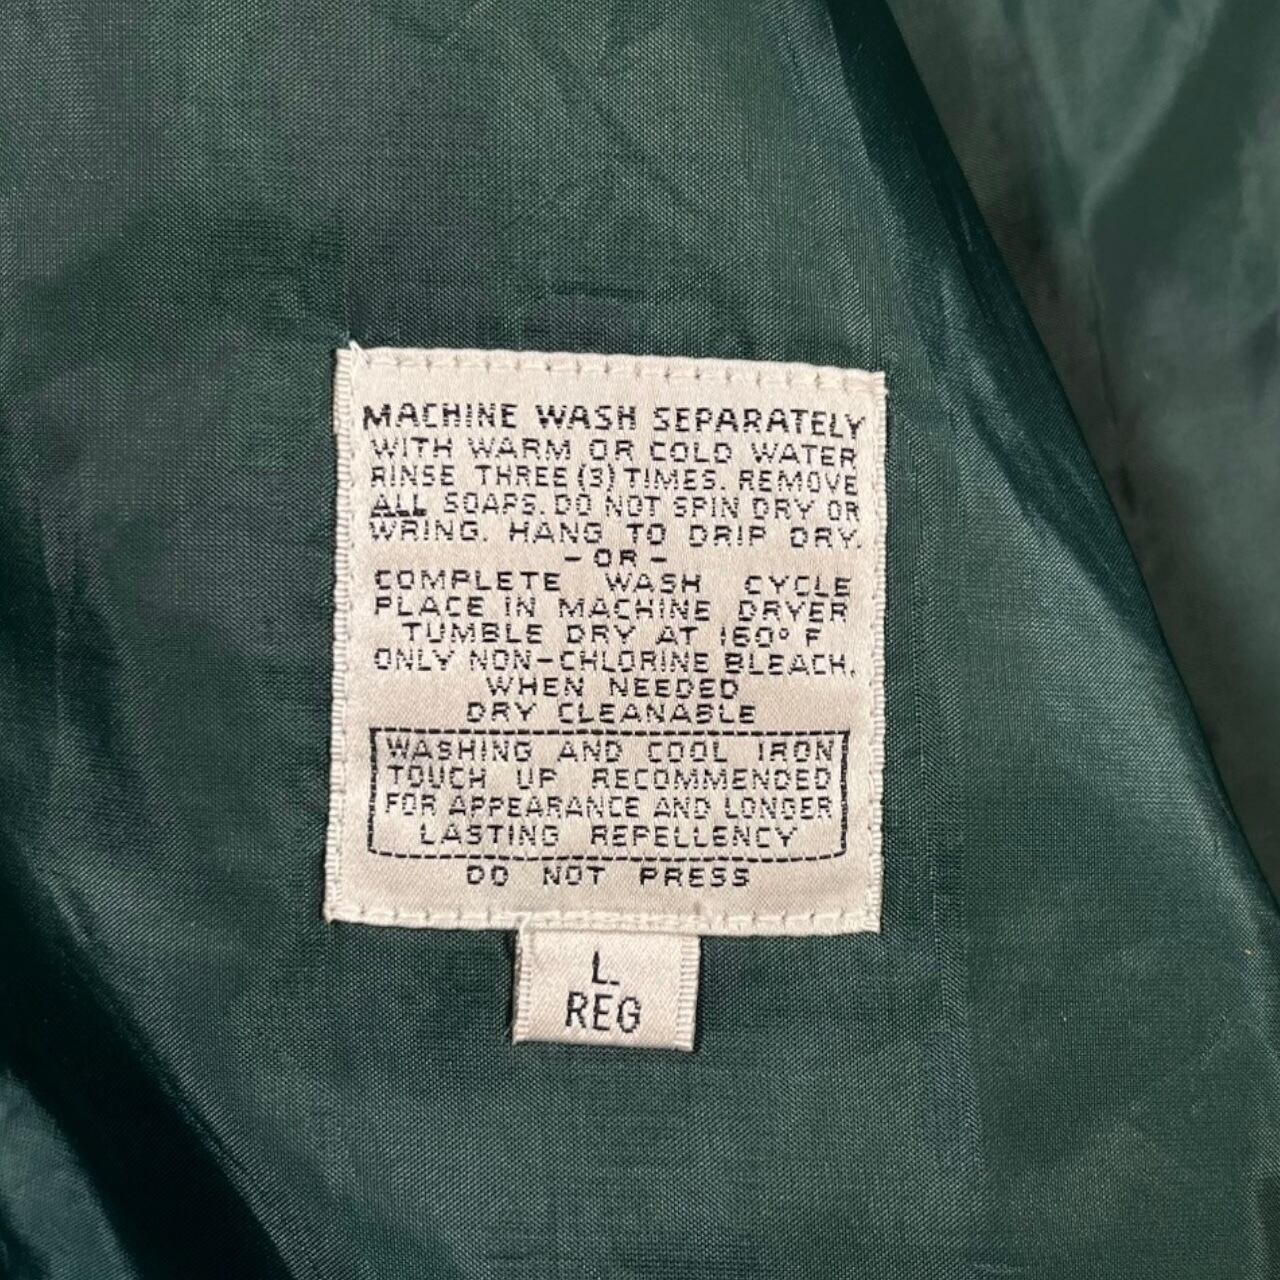 MACHINE WASH SEPARATELY
WITH WARM OR COLD WATER
RINSE THREE (3) TIMES. REMOVE
ALL SOAPS. DO NOT SPIN DRY OR
WRING. HANG TO DRIP DRY.
- OR -
COMPLETE WASH CYCLE
PLACE IN MACHINE DRYER
TUMBLE DRY AT 160° F
ONLY NON-CHLORINE BLEACH.
WHEN NEEDED
DRY CLEANABLE
WASHING AND COOL IRON
TOUCH UP RECOMMENDED
FOR APPEARANCE AND LONGER
LASTING REPELLENCY
DO NOT PRESS
L.
REG